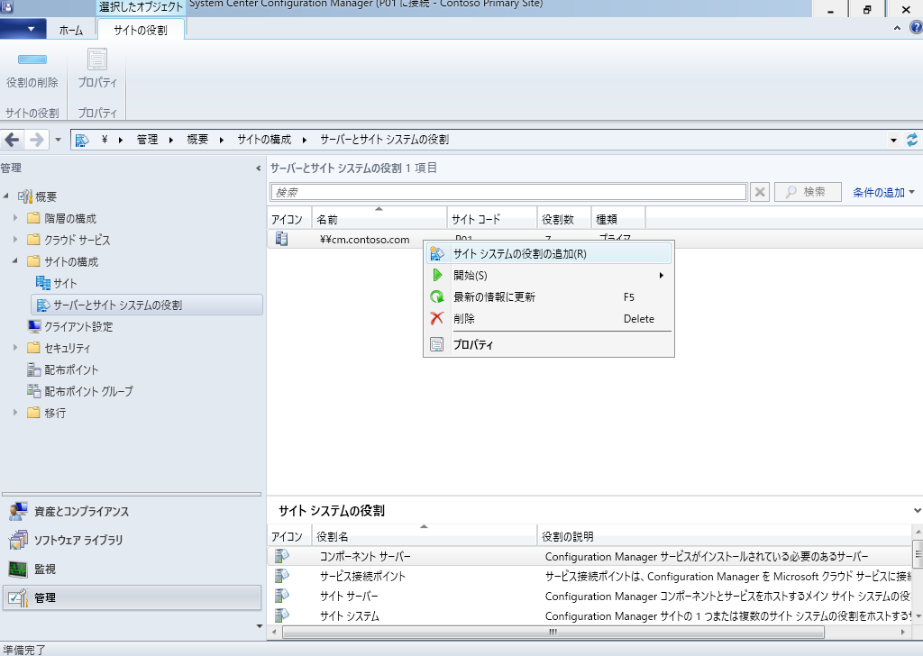 選択したオブジェクト
System Center Configuration Manager (P01 に接続 - Contoso Primary Site)
ホーム
サイトの役割
役割の削除
プロパティ
サイトの役割
プロパティ
¥ 管理 概要 サイトの構成 サーバーとサイト システムの役割
管理
概要
階層の構成
クラウド サービス
サイトの構成
サイト
サーバーとサイト システムの役割
クライアント設定
セキュリティ
配布ポイント
配布ポイント グループ
移行
資産とコンプライアンス
ソフトウェア ライブラリ
監視
管理
サーバーとサイト システムの役割 1 項目
検索
検索
条件の追加
アイコン 名前 サイト コード 役割数 種類
¥¥cm.contoso.com P01 7 プライマ
サイト システムの役割の追加(R)
開始(S)
最新の情報に更新 F5
削除 Delete
プロパティ
サイト システムの役割
アイコン 役割名 役割の説明
コンポーネント サーバー Configuration Manager サービスがインストールされている必要のあるサーバー
サービス接続ポイント サービス接続ポイントは、Configuration Manager を Microsoft クラウド サービスに接
サイト サーバー Configuration Manager コンポーネントとサービスをホストするメイン サイト システムの役
サイト システム Configuration Manager サイトの 1 つまたは複数のサイト システムの役割をホストする
準備完了